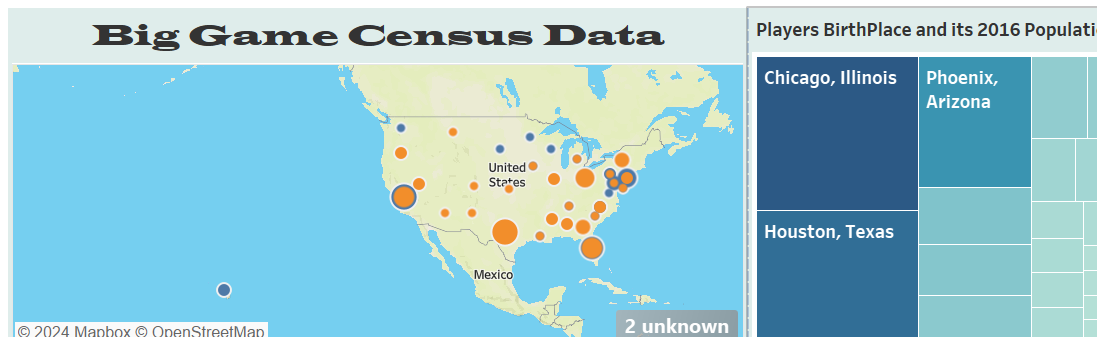 Big Game Census Data
United
States
Mexico
© 2024 Mapbox © OpenStreetMap
2 unknown
Players BirthPlace and its 2016
Chicago, Illinois
Phoenix,
Arizona
Houston, Texas